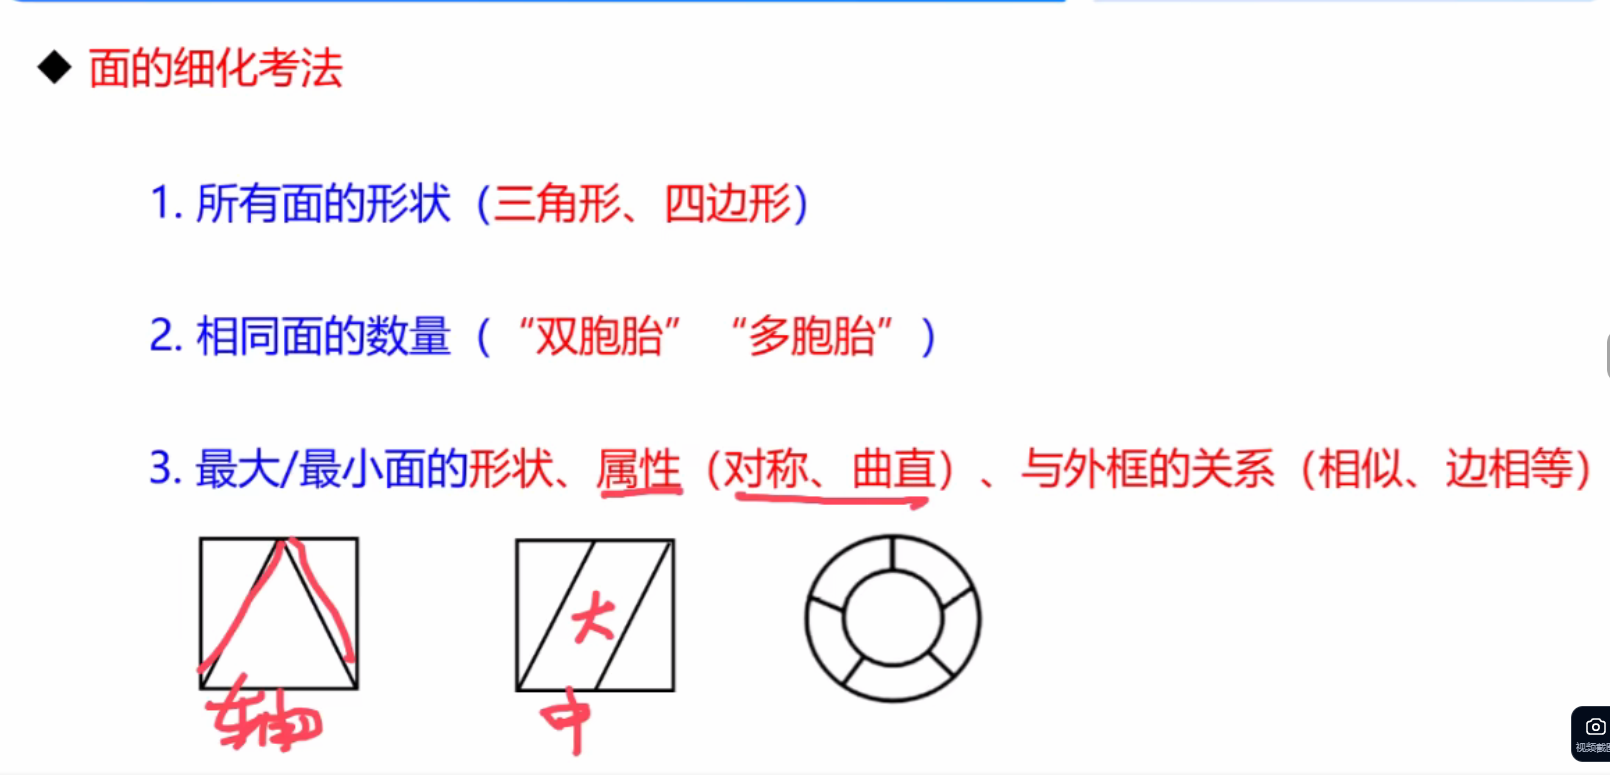 ◆ 面的细化考法
1. 所有面的形状（三角形、四边形）
2. 相同面的数量（“双胞胎”“多胞胎”）
3. 最大/最小面的形状、属性（对称、曲直）、与外框的关系（相似、边相等）
大
轴
中
视频截图